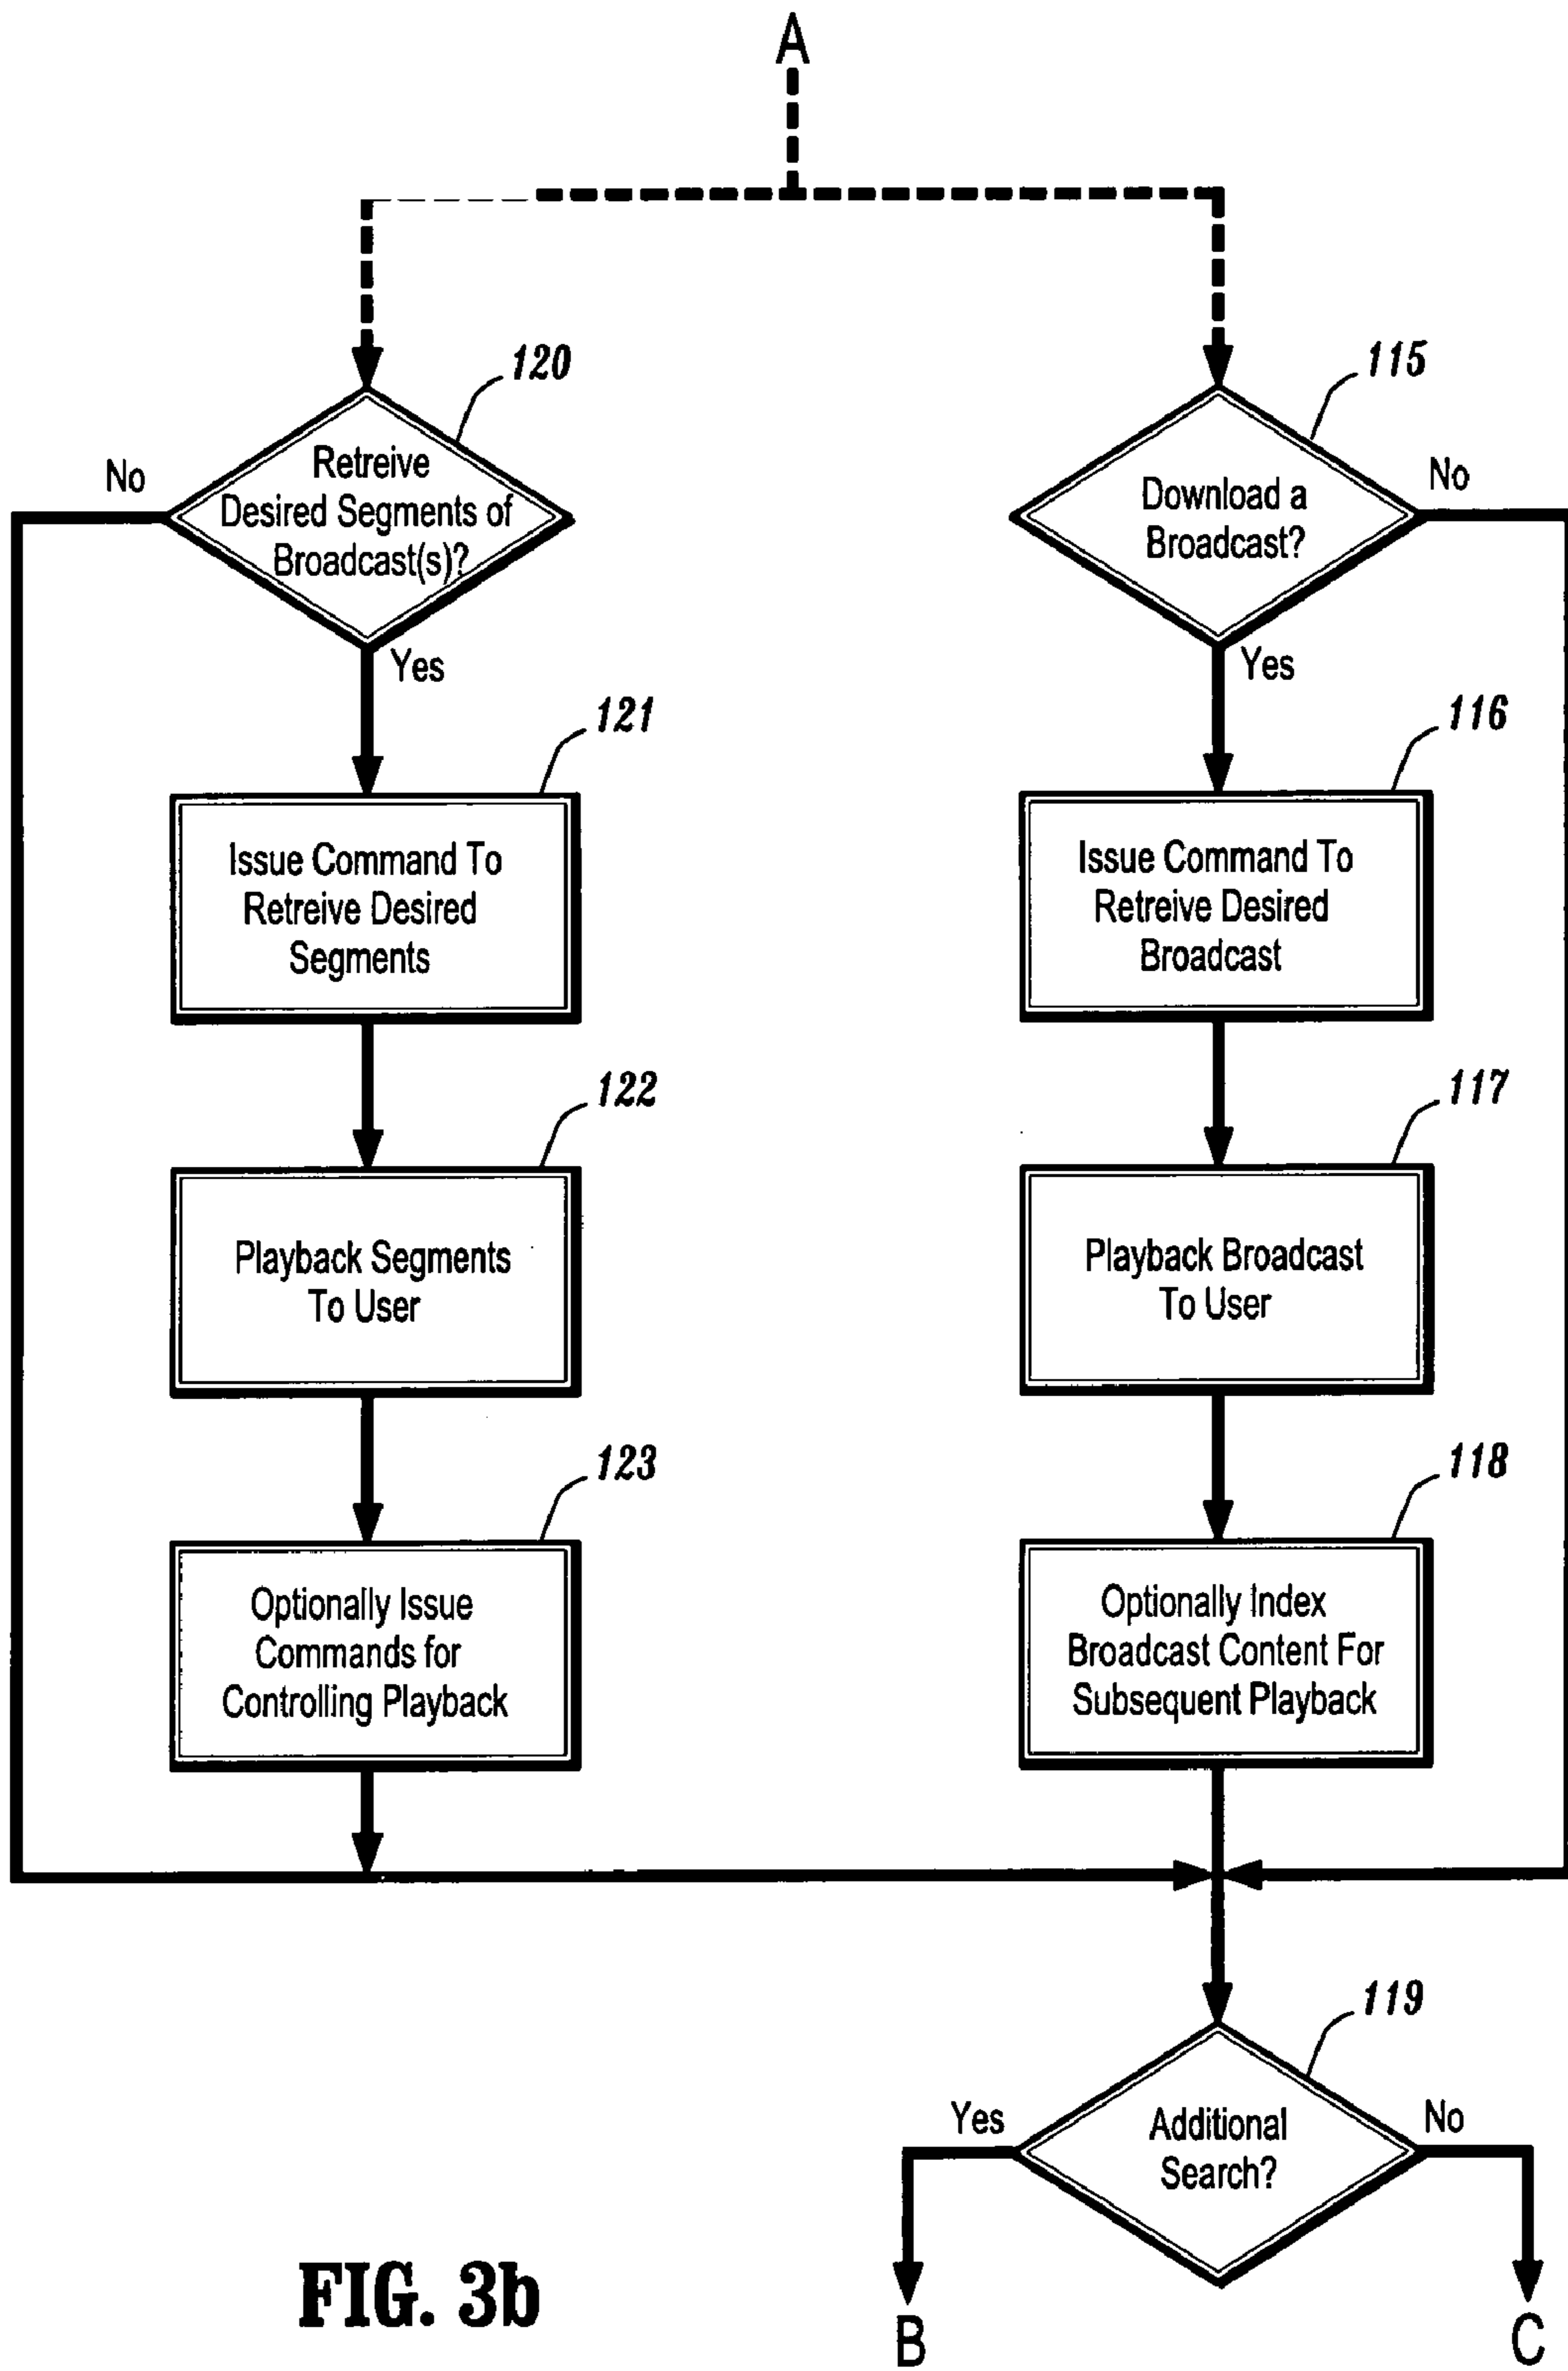 A
120
Retreive
Desired Segments of
Broadcast(s)?
No
Yes
115
Download a
Broadcast?
No
Yes
121
Issue Command To
Retreive Desired
Segments
116
Issue Command To
Retreive Desired
Broadcast
122
Playback Segments
To User
117
Playback Broadcast
To User
123
Optionally Issue
Commands for
Controlling Playback
118
Optionally Index
Broadcast Content For
Subsequent Playback
119
Additional
Search?
Yes
No
B
C
FIG. 3b